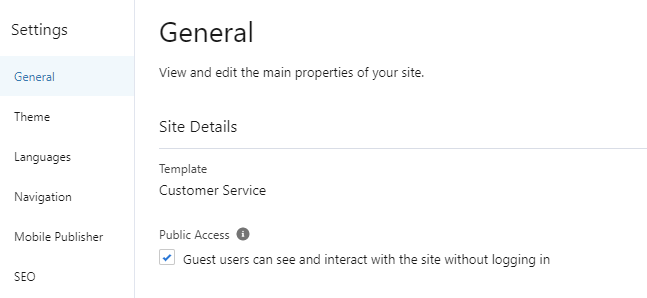 Settings
General
Theme
Languages
Navigation
Mobile Publisher
SEO
General
View and edit the main properties of your site.
Site Details
Template
Customer Service
Public Access
Guest users can see and interact with the site without logging in